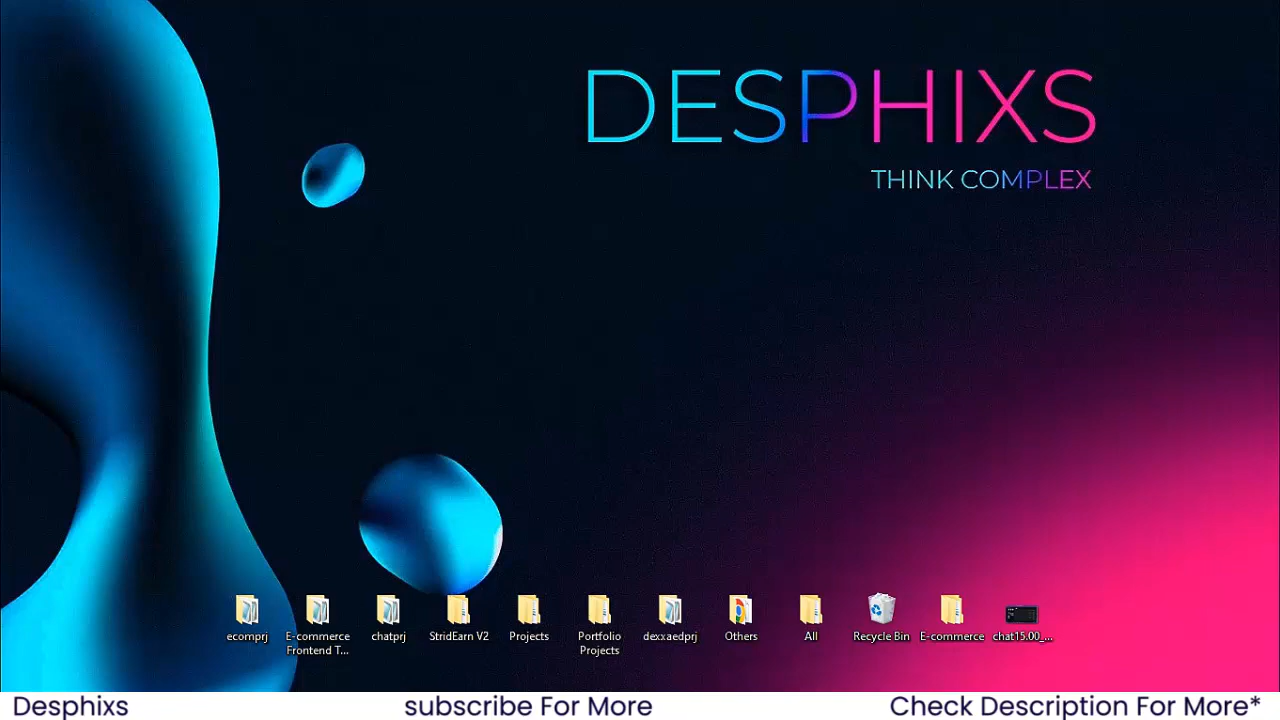 DESPHIXS
THINK COMPLEX
ecomprj
E-commerce
Frontend T...
chatprj
StridEarn V2
Projects
Portfolio
Projects
dexxaedprj
Others
All
Recycle Bin
E-commerce
chat15.00_...
Desphixs
subscribe For More
Check Description For More*